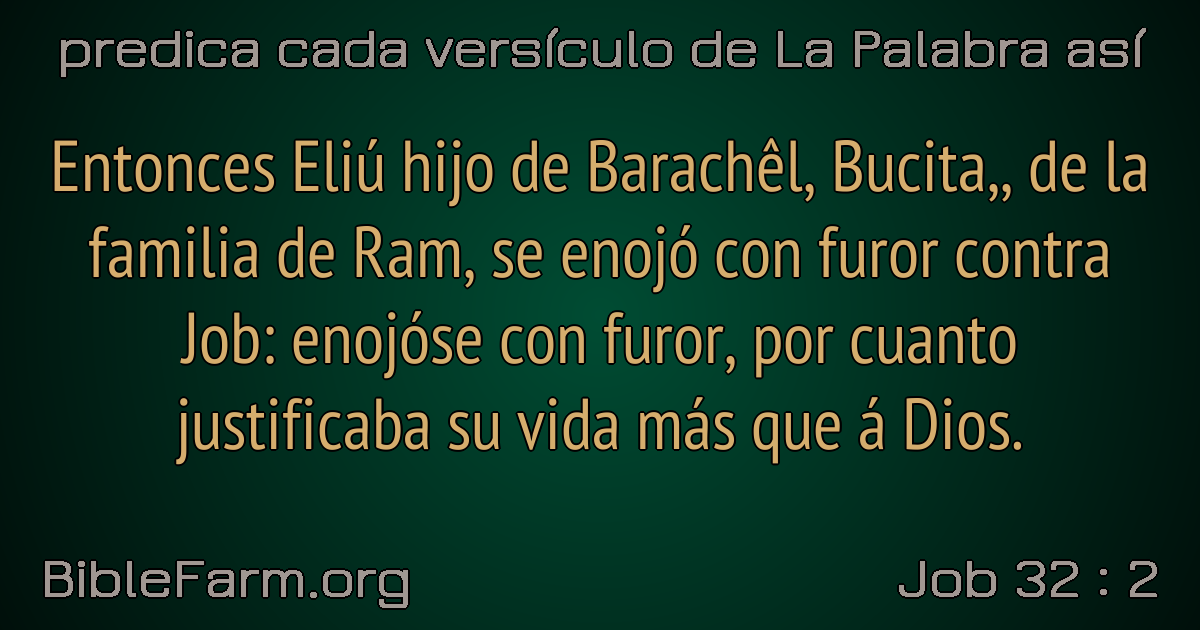 predica cada versículo de La Palabra así
Entonces Eliú hijo de Barachêl, Bucita,, de la
familia de Ram, se enojó con furor contra
Job: enojóse con furor, por cuanto
justificaba su vida más que á Dios.
BibleFarm.org
Job 32 : 2